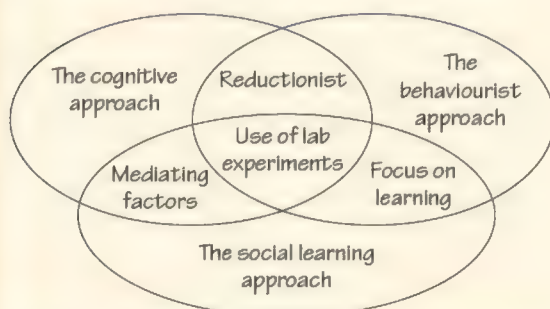 The cognitive
approach
Reductionist
The
behaviourist
approach
Use of lab
experiments
Mediating
factors
Focus on
learning
The social learning
approach